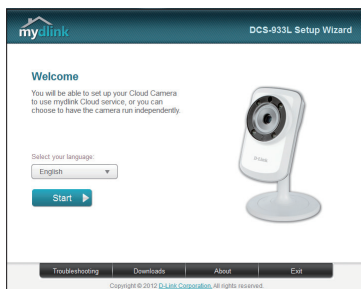 mydlink
DCS-933L Setup Wizard
Welcome
You will be able to set up your Cloud Camera
to use mydlink Cloud service, or you can
choose to have the camera run independently.
Select your language:
English
Start
D-Link
Troubleshooting
Downloads
About
Exit
Copyright © 2012 D-Link Corporation, All rights reserved.